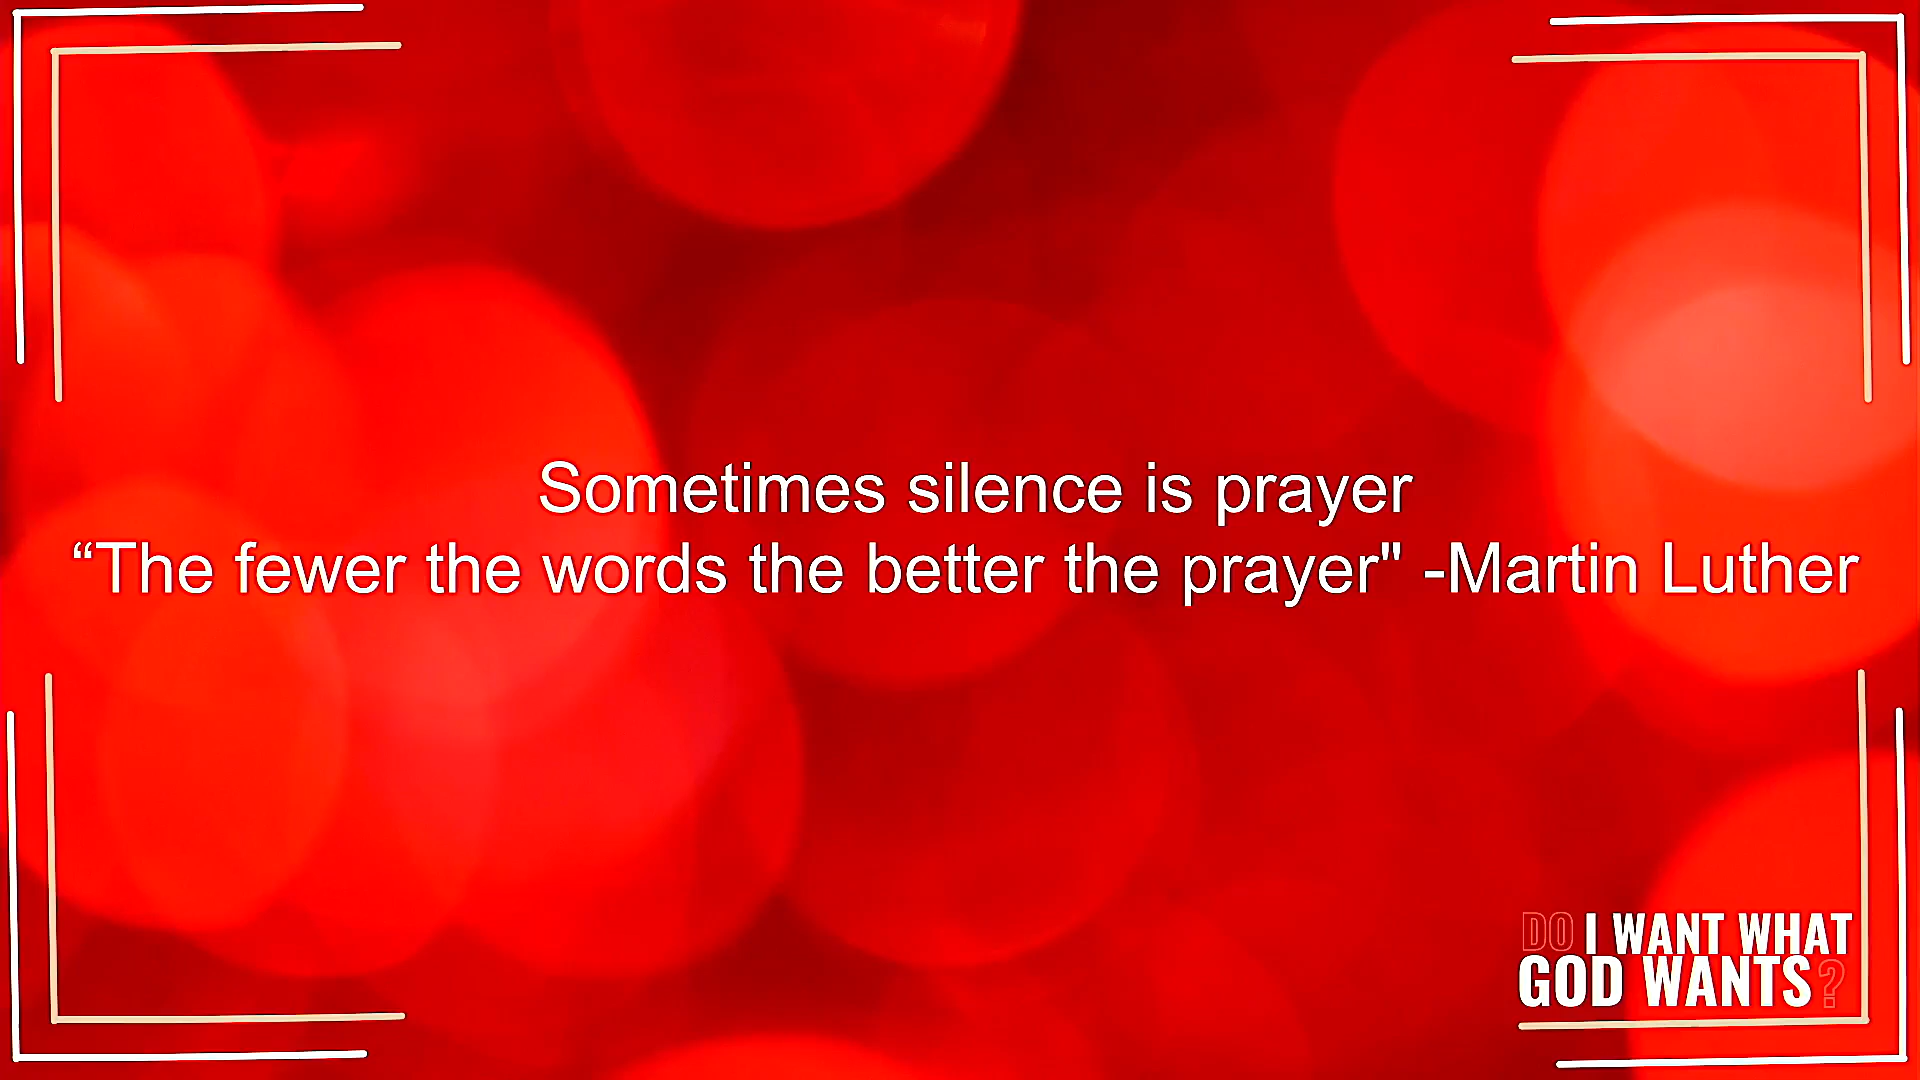 Sometimes silence is prayer
“The fewer the words the better the prayer" -Martin Luther
DO I WANT WHAT
GOD WANTS?